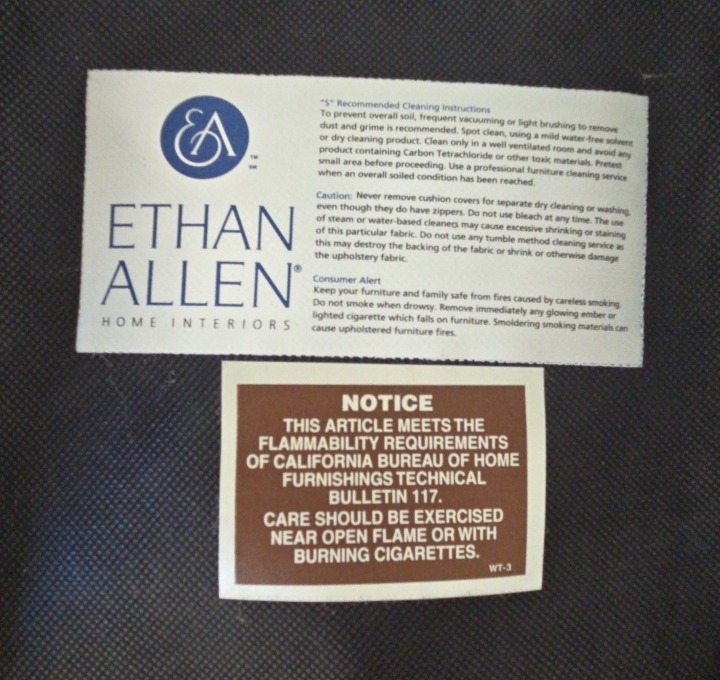 EA
™
℠
ETHAN
ALLEN®
HOME INTERIORS
"S" Recommended Cleaning Instructions
To prevent overall soil, frequent vacuuming or light brushing to remove
dust and grime is recommended. Spot clean, using a mild water-free solvent
or dry cleaning product. Clean only in a well ventilated room and avoid any
product containing Carbon Tetrachloride or other toxic materials. Pretest
small area before proceeding. Use a professional furniture cleaning service
when an overall soiled condition has been reached.
Caution: Never remove cushion covers for separate dry cleaning or washing,
even though they do have zippers. Do not use bleach at any time. The use
of steam or water-based cleaners may cause excessive shrinking or staining
of this particular fabric. Do not use any tumble method cleaning service as
this may destroy the backing of the fabric or shrink or otherwise damage
the upholstery fabric.
Consumer Alert
Keep your furniture and family safe from fires caused by careless smoking.
Do not smoke when drowsy. Remove immediately any glowing ember or
lighted cigarette which falls on furniture. Smoldering smoking materials can
cause upholstered furniture fires.
NOTICE
THIS ARTICLE MEETS THE
FLAMMABILITY REQUIREMENTS
OF CALIFORNIA BUREAU OF HOME
FURNISHINGS TECHNICAL
BULLETIN 117.
CARE SHOULD BE EXERCISED
NEAR OPEN FLAME OR WITH
BURNING CIGARETTES.
WT-3